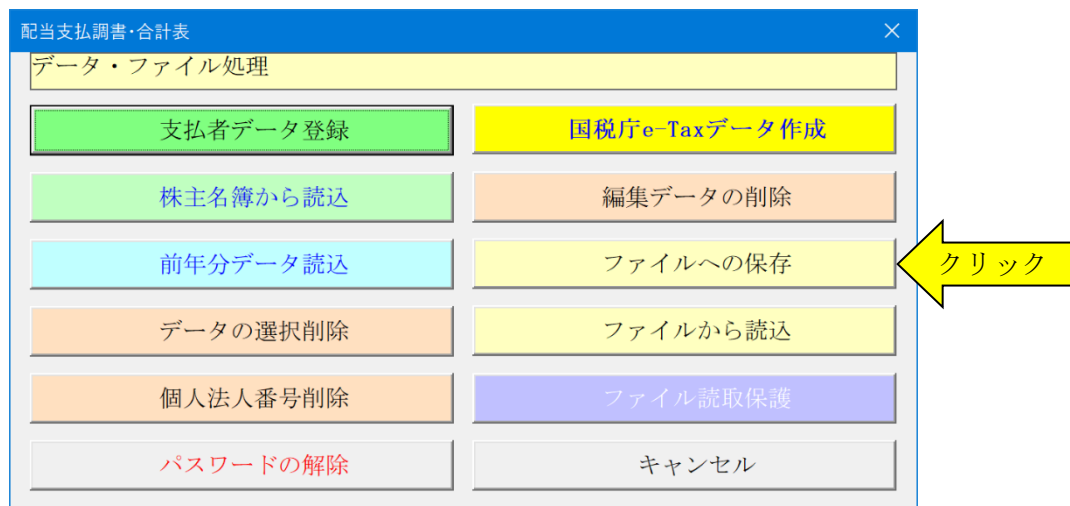 配当支払調書･合計表
データ・ファイル処理
支払者データ登録
国税庁e-Taxデータ作成
株主名簿から読込
編集データの削除
前年分データ読込
ファイルへの保存
クリック
データの選択削除
ファイルから読込
個人法人番号削除
ファイル読取保護
パスワードの解除
キャンセル